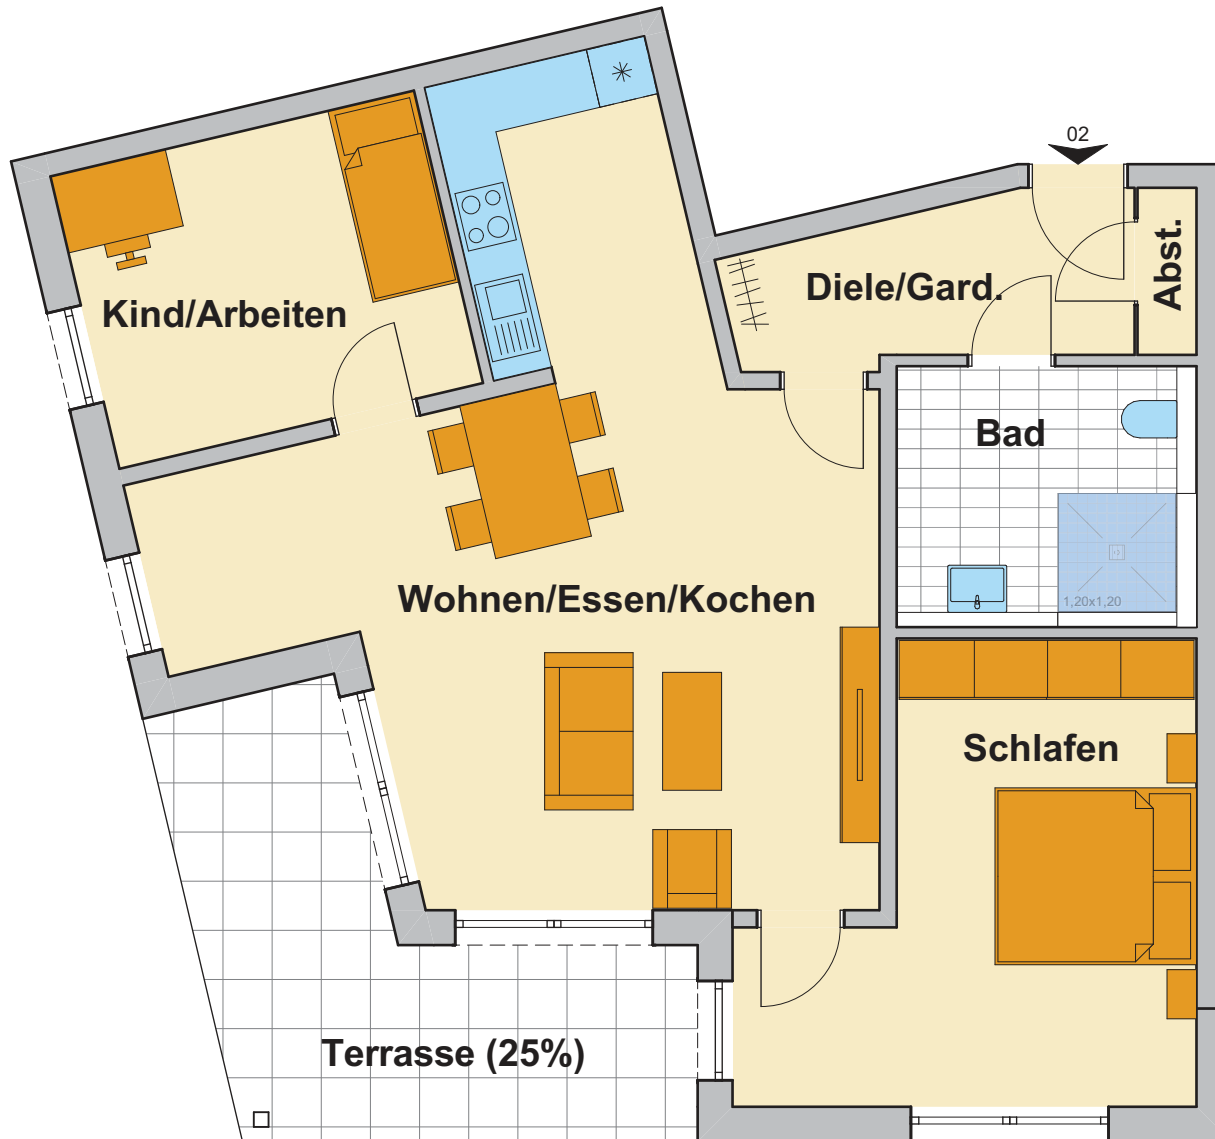 02
Abst.
Diele/Gard.
Kind/Arbeiten
Bad
Wohnen/Essen/Kochen
1,20x1,20
Schlafen
Terrasse (25%)